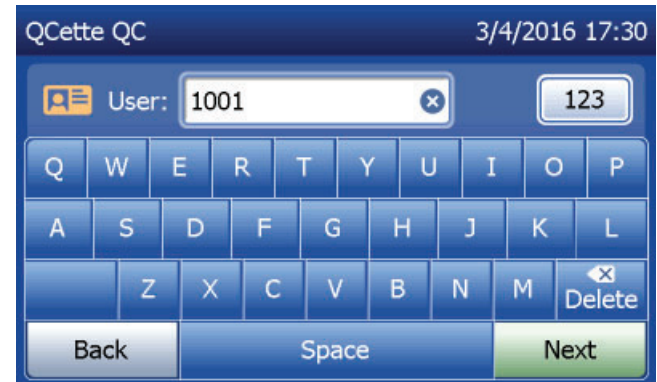 QCette QC 3/4/2016 17:30
User: 1001 123
Q W E R T Y U I O P
A S D F G H J K L
Z X C V B N M Delete
Back Space Next